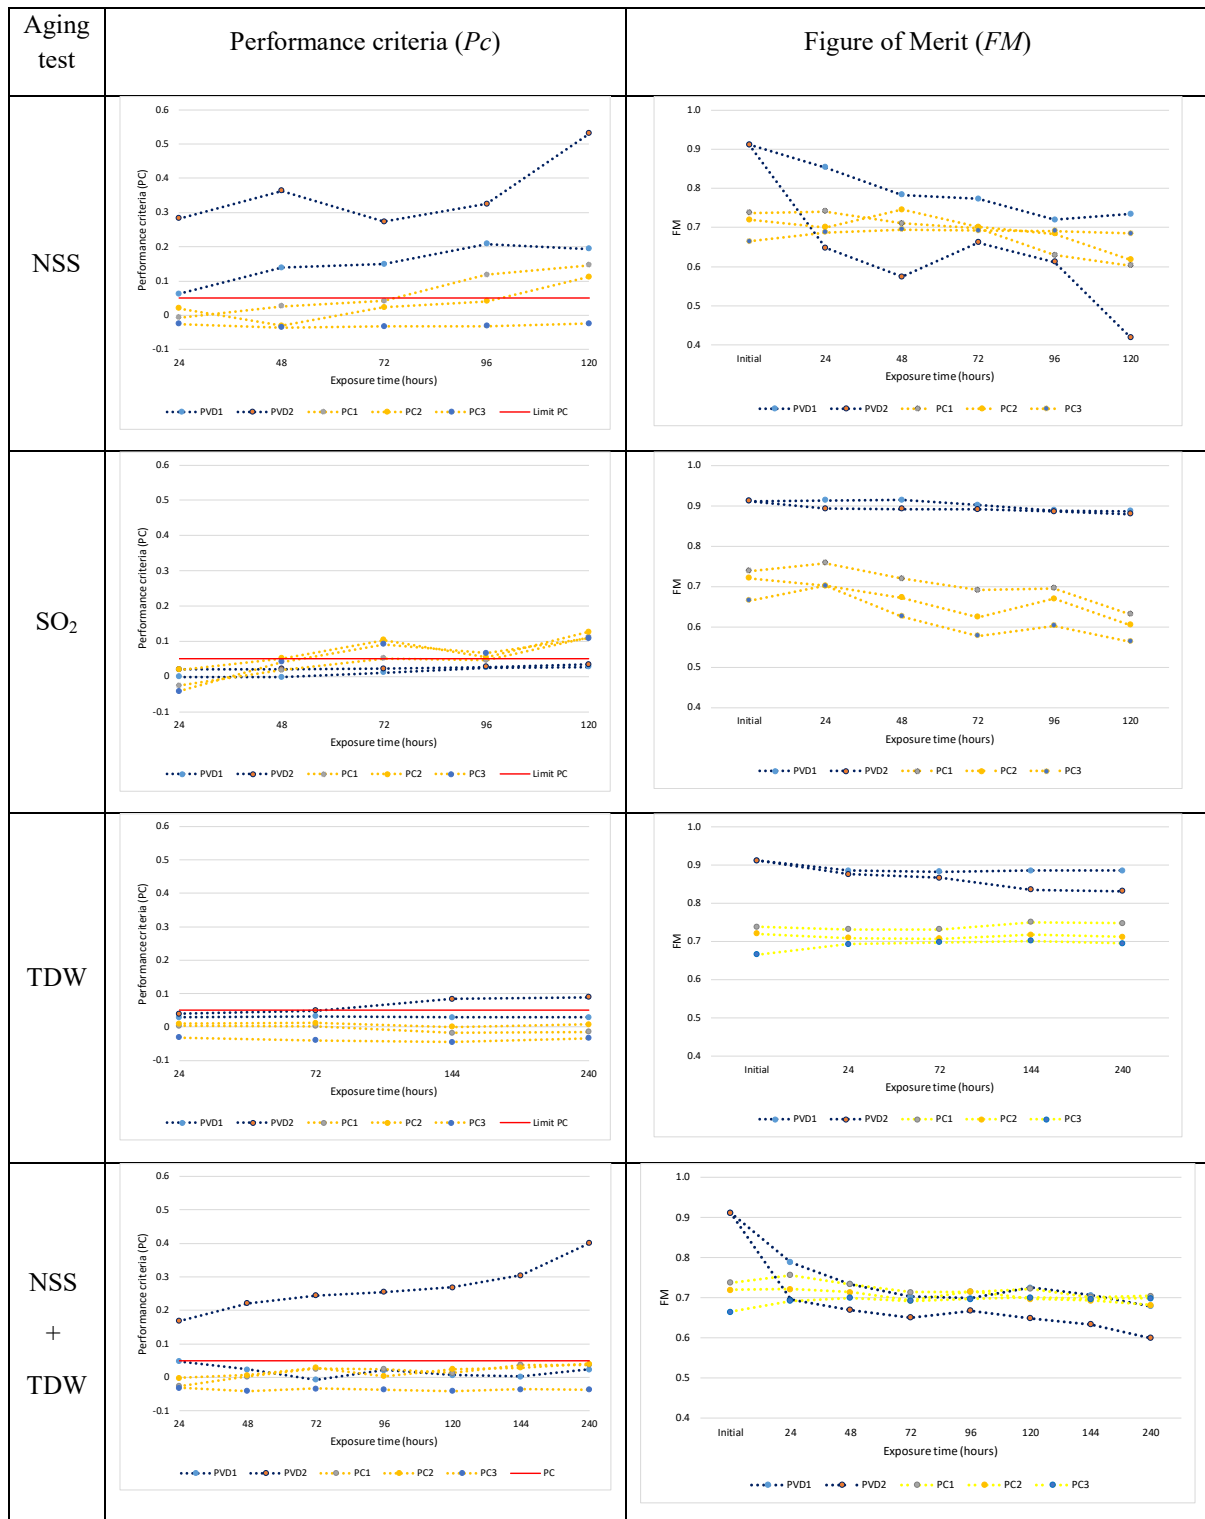 Aging
test
Performance criteria (Pc)
Figure of Merit (FM)
NSS
0.6
0.5
0.4
0.3
0.2
0.1
0
-0.1
Performance criteria (PC)
24 48 72 96 120
Exposure time (hours)
PVD1 PVD2 PC1 PC2 PC3 Limit PC
1.0
0.9
0.8
0.7
0.6
0.5
0.4
FM
Initial 24 48 72 96 120
Exposure time (hours)
PVD1 PVD2 PC1 PC2 PC3
SO2
0.6
0.5
0.4
0.3
0.2
0.1
0
-0.1
Performance criteria (PC)
24 48 72 96 120
Exposure time (hours)
PVD1 PVD2 PC1 PC2 PC3 Limit PC
1.0
0.9
0.8
0.7
0.6
0.5
0.4
FM
Initial 24 48 72 96 120
Exposure time (hours)
PVD1 PVD2 PC1 PC2 PC3
TDW
0.6
0.5
0.4
0.3
0.2
0.1
0
-0.1
Performance criteria (PC)
24 72 144 240
Exposure time (hours)
PVD1 PVD2 PC1 PC2 PC3 Limit PC
1.0
0.9
0.8
0.7
0.6
0.5
0.4
FM
Initial 24 72 144 240
Exposure time (hours)
PVD1 PVD2 PC1 PC2 PC3
NSS
+
TDW
0.6
0.5
0.4
0.3
0.2
0.1
0
-0.1
Performance criteria (PC)
24 48 72 96 120 144 240
Exposure time (hours)
PVD1 PVD2 PC1 PC2 PC3 PC
1.0
0.9
0.8
0.7
0.6
0.5
0.4
FM
Initial 24 48 72 96 120 144 240
Exposure time (hours)
PVD1 PVD2 PC1 PC2 PC3